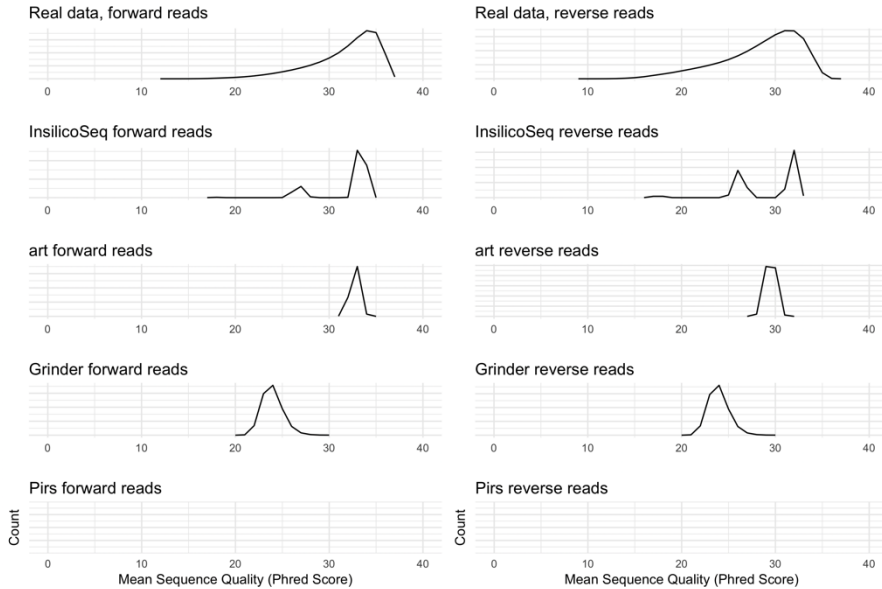 Real data, forward reads
0 10 20 30 40
Real data, reverse reads
0 10 20 30 40
InsilicoSeq forward reads
0 10 20 30 40
InsilicoSeq reverse reads
0 10 20 30 40
art forward reads
0 10 20 30 40
art reverse reads
0 10 20 30 40
Grinder forward reads
0 10 20 30 40
Grinder reverse reads
0 10 20 30 40
Pirs forward reads
Count
0 10 20 30 40
Mean Sequence Quality (Phred Score)
Pirs reverse reads
Count
0 10 20 30 40
Mean Sequence Quality (Phred Score)